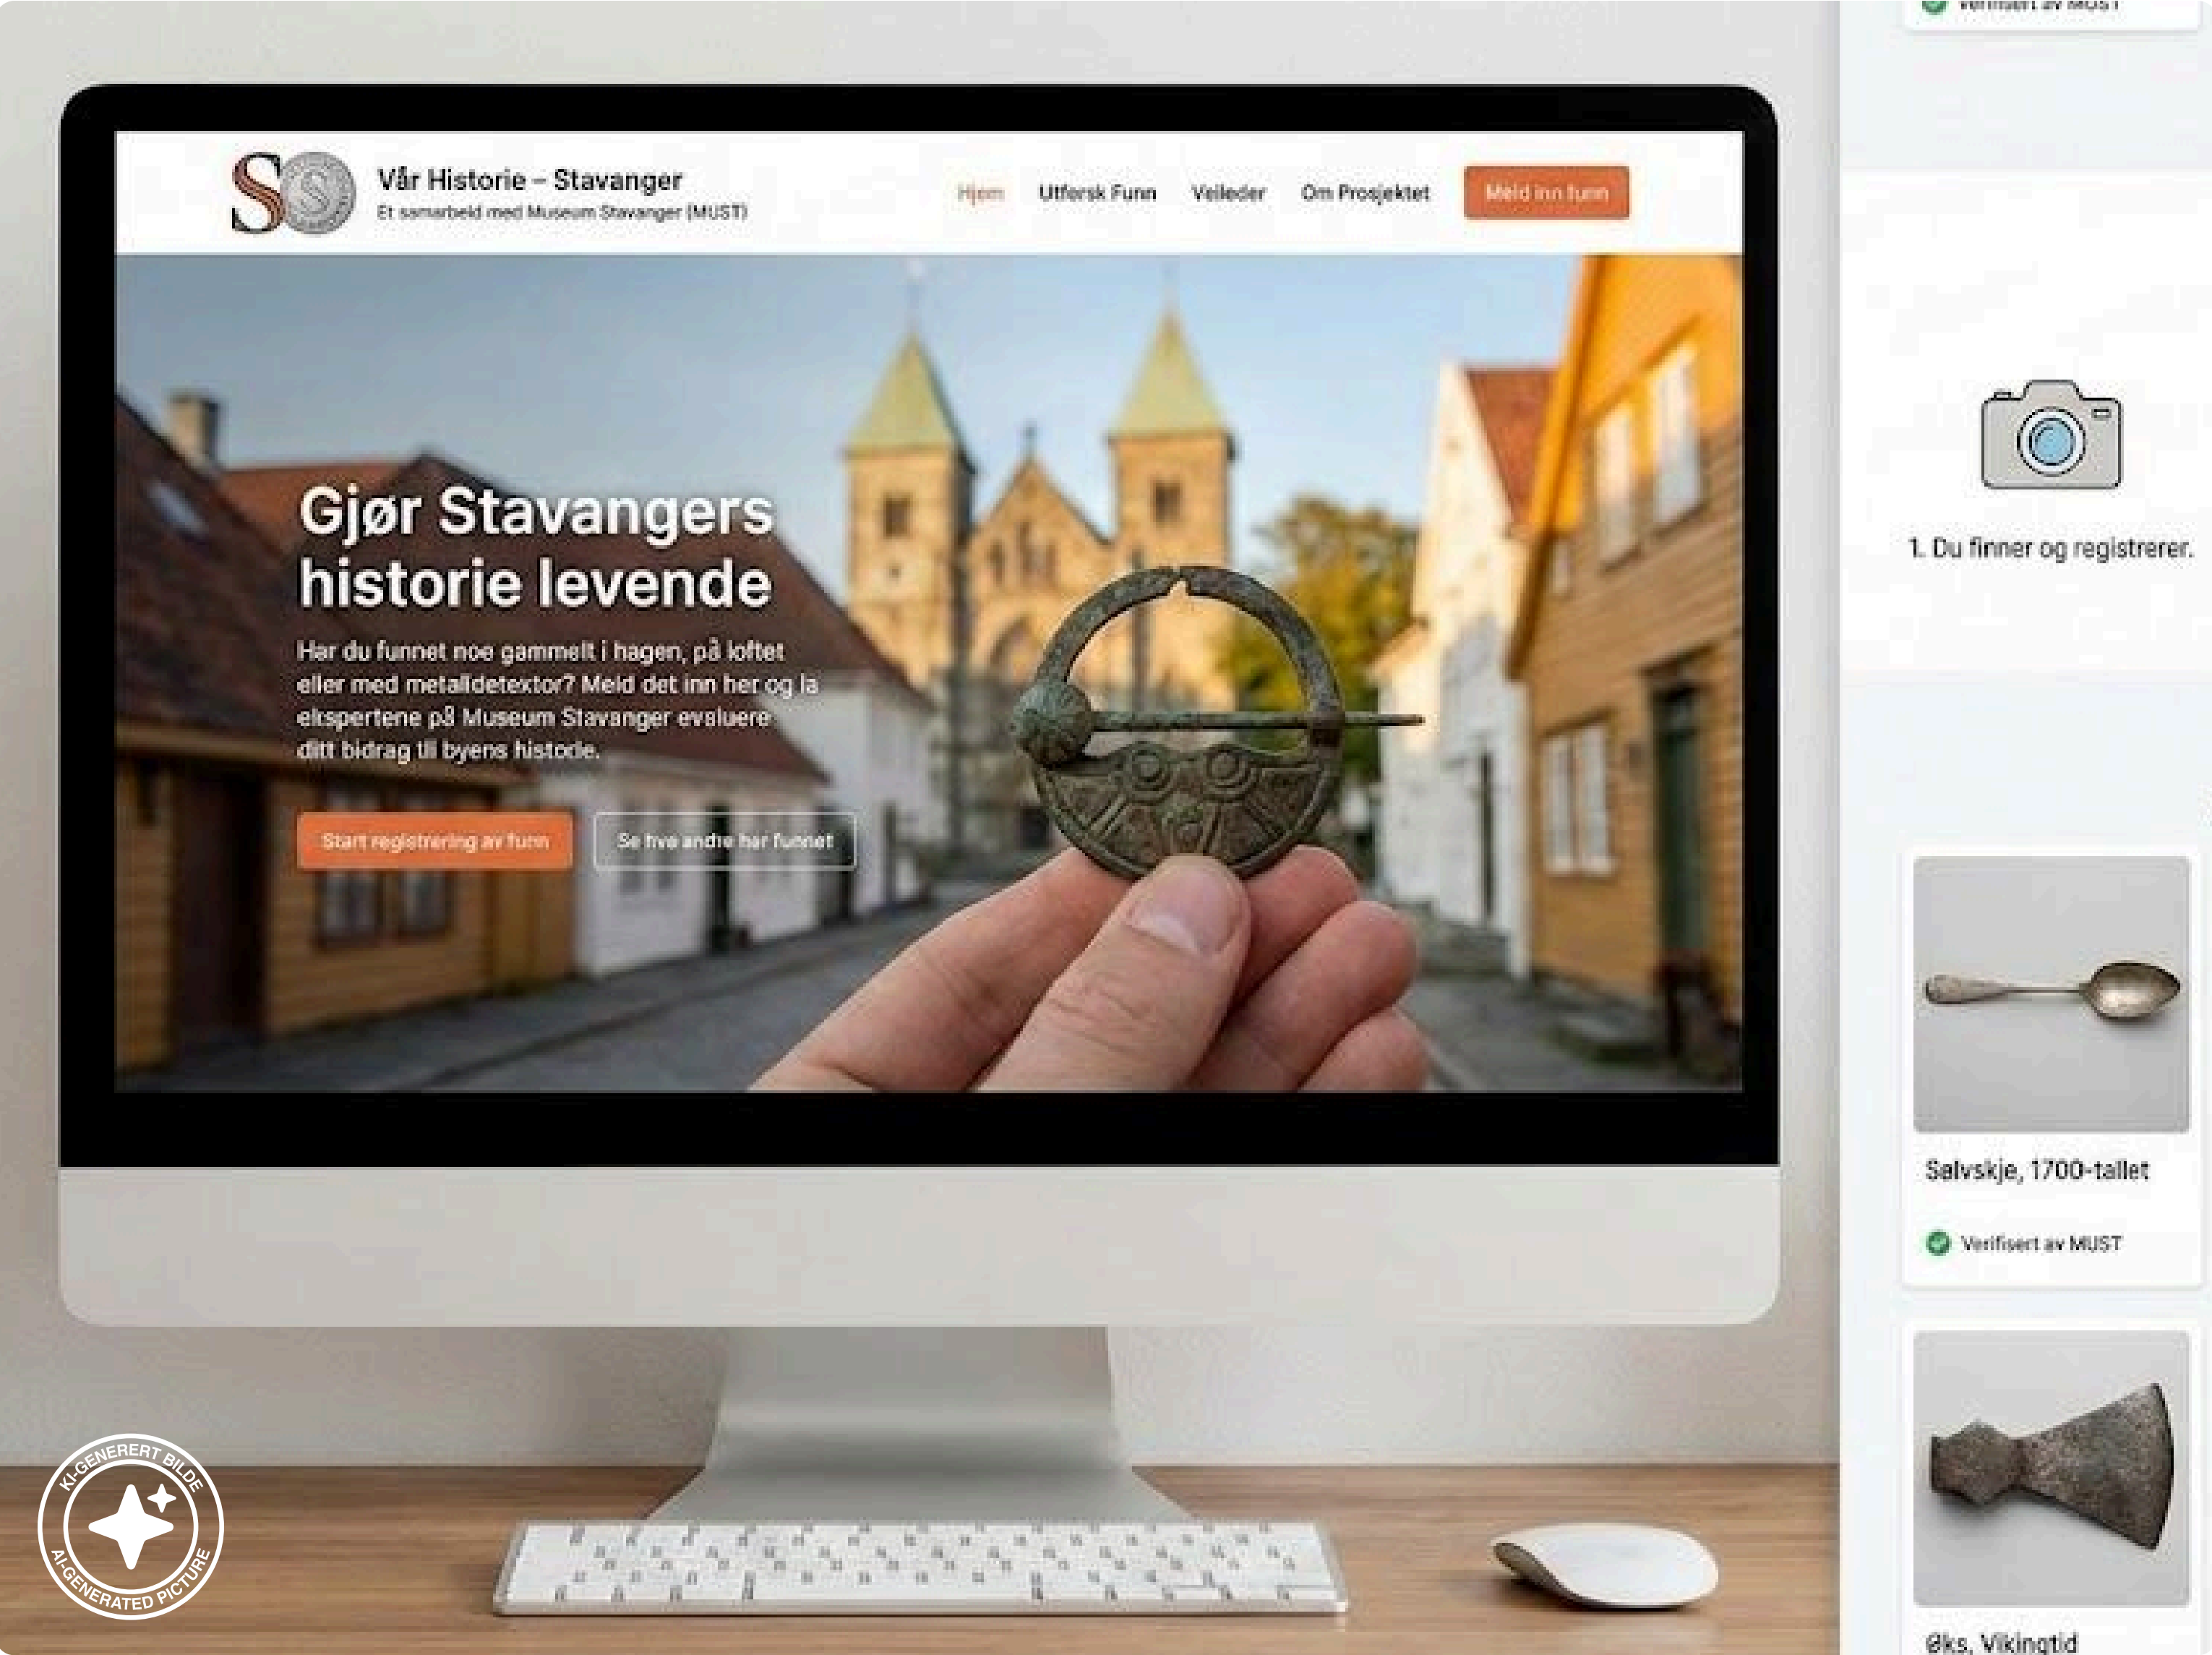 Vår Historie – Stavanger
Et samarbeid med Museum Stavanger (MUST)
Hjem
Utforsk Funn
Veileder
Om Prosjektet
Meld inn funn
Gjør Stavangers
historie levende
Har du funnet noe gammelt i hagen, på loftet
eller med metalldetextor? Meld det inn her og la
ekspertene på Museum Stavanger evaluere
ditt bidrag til byens historie.
Start registrering av funn
Se hva andre har funnet
Verifisert av MUST
1. Du finner og registrerer.
Sølvskje, 1700-tallet
Verifisert av MUST
Øks, Vikingtid
KI-GENERERT BILDE
AI-GENERATED PICTURE